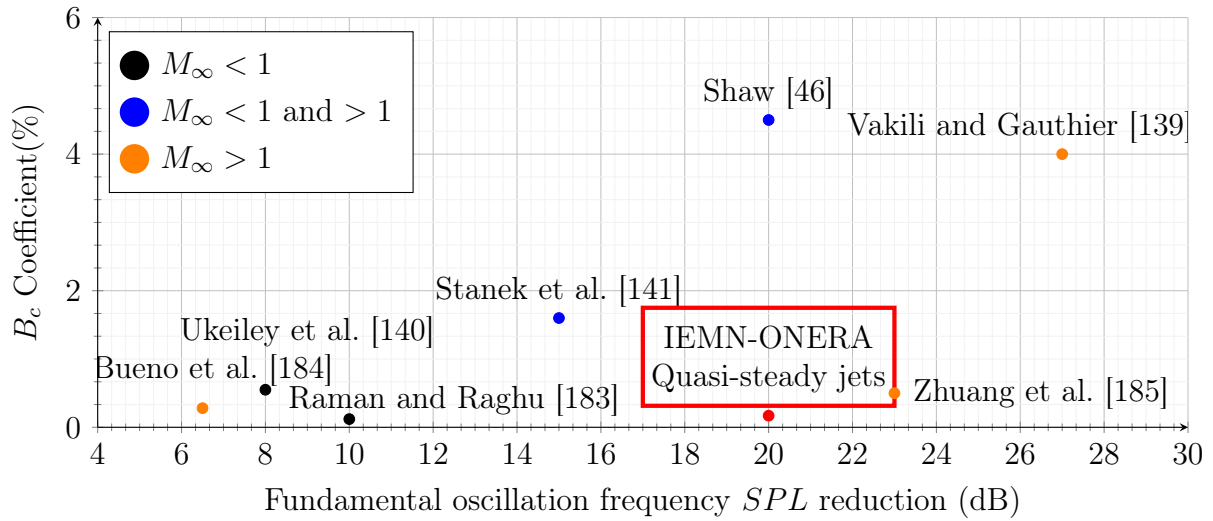 6
4
2
0
B_c Coefficient(%)
M_∞ < 1
M_∞ < 1 and > 1
M_∞ > 1
Shaw [46]
Vakili and Gauthier [139]
Stanek et al. [141]
Ukeiley et al. [140]
Bueno et al. [184]
Raman and Raghu [183]
IEMN-ONERA
Quasi-steady jets
Zhuang et al. [185]
4 6 8 10 12 14 16 18 20 22 24 26 28 30
Fundamental oscillation frequency SPL reduction (dB)